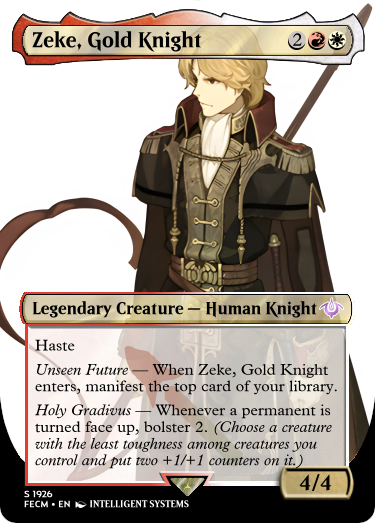 Zeke, Gold Knight 2
Legendary Creature — Human Knight
Haste
Unseen Future — When Zeke, Gold Knight
enters, manifest the top card of your library.
Holy Gradivus — Whenever a permanent is
turned face up, bolster 2. (Choose a creature
with the least toughness among creatures you
control and put two +1/+1 counters on it.)
4/4
S 1926
FECM • EN INTELLIGENT SYSTEMS